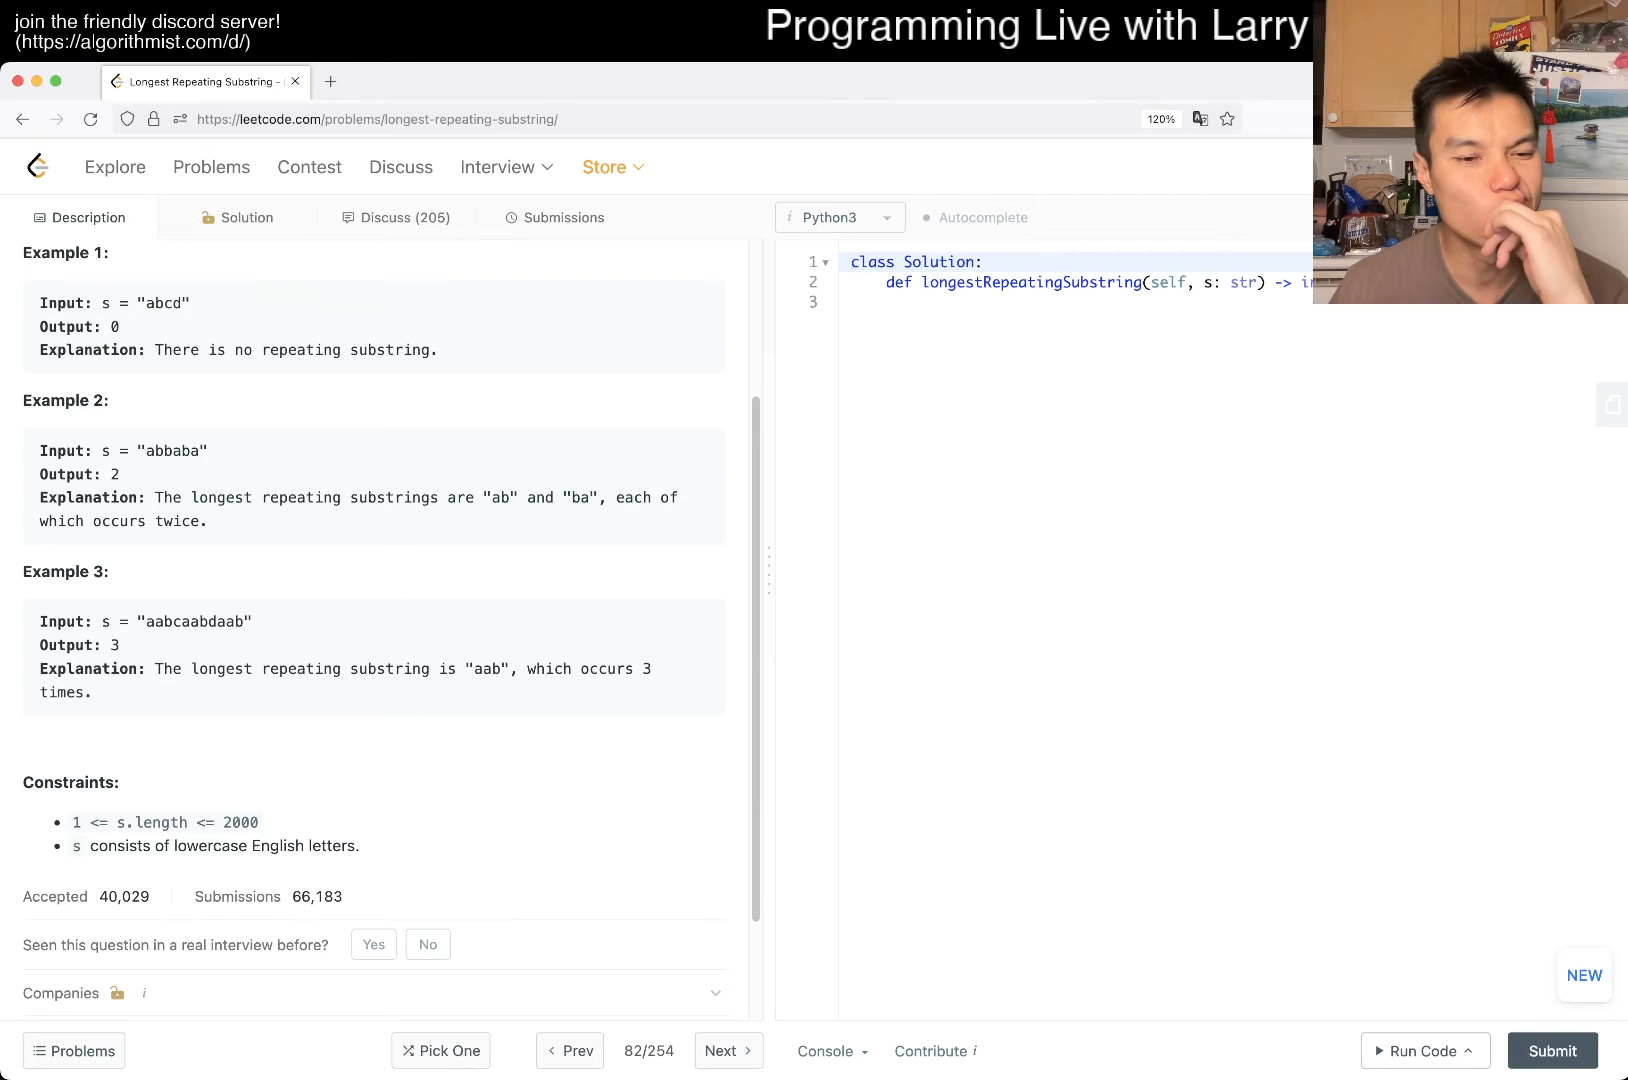 join the friendly discord server!
(https://algorithmist.com/d/)
Programming Live with Larry
Longest Repeating Substring - L
https://leetcode.com/problems/longest-repeating-substring/
120%
Explore
Problems
Contest
Discuss
Interview
Store
Description
Solution
Discuss (205)
Submissions
i Python3
Autocomplete
Example 1:
Input: s = "abcd"
Output: 0
Explanation: There is no repeating substring.
Example 2:
Input: s = "abbaba"
Output: 2
Explanation: The longest repeating substrings are "ab" and "ba", each of
which occurs twice.
Example 3:
Input: s = "aabcaabdaab"
Output: 3
Explanation: The longest repeating substring is "aab", which occurs 3
times.
Constraints:
1 <= s.length <= 2000
s consists of lowercase English letters.
Accepted 40,029
Submissions 66,183
Seen this question in a real interview before?
Yes
No
Companies i
1 class Solution:
2 def longestRepeatingSubstring(self, s: str) -> in
3
DETECTIVE COMICS
NEW
Problems
Pick One
Prev
82/254
Next
Console
Contribute i
Run Code
Submit